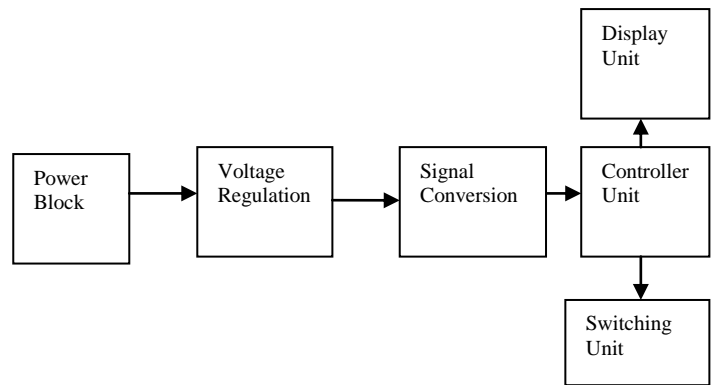 Display
Unit
Power
Block
Voltage
Regulation
Signal
Conversion
Controller
Unit
Switching
Unit